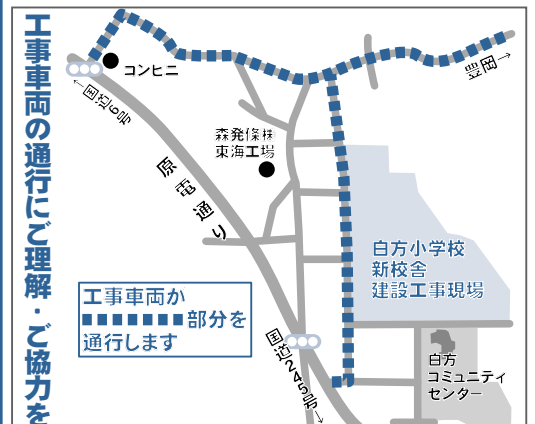 工事車両の通行にご理解・ご協力を
コンビニ
←国道6号
豊岡→
森発條㈱
東海工場
原電通り
白方小学校
新校舎
建設工事現場
工事車両が
部分を
通行します
国道245号→
白方
コミュニティ
センター